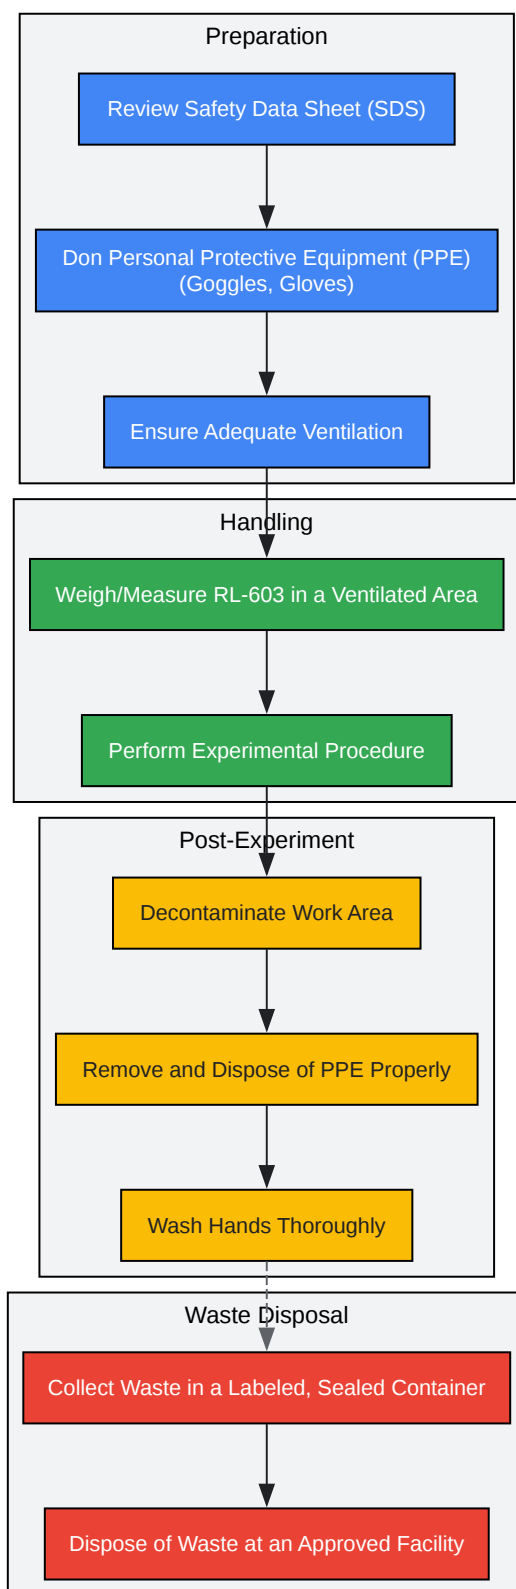 Preparation
Review Safety Data Sheet (SDS)
Don Personal Protective Equipment (PPE)
(Goggles, Gloves)
Ensure Adequate Ventilation
Handling
Weigh/Measure RL-603 in a Ventilated Area
Perform Experimental Procedure
Post-Experiment
Decontaminate Work Area
Remove and Dispose of PPE Properly
Wash Hands Thoroughly
Waste Disposal
Collect Waste in a Labeled, Sealed Container
Dispose of Waste at an Approved Facility